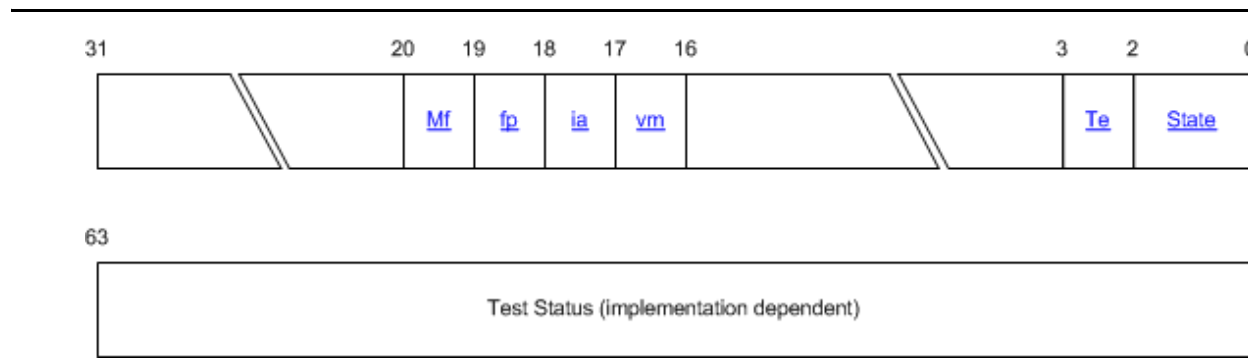 31 20 19 18 17 16 3 2 0
Mf fp ia vm Te State
63
Test Status (implementation dependent)